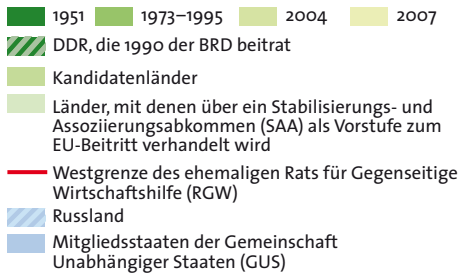 1951 1973–1995 2004 2007
DDR, die 1990 der BRD beitrat
Kandidatenländer
Länder, mit denen über ein Stabilisierungs- und
Assoziierungsabkommen (SAA) als Vorstufe zum
EU-Beitritt verhandelt wird
Westgrenze des ehemaligen Rats für Gegenseitige
Wirtschaftshilfe (RGW)
Russland
Mitgliedsstaaten der Gemeinschaft
Unabhängiger Staaten (GUS)